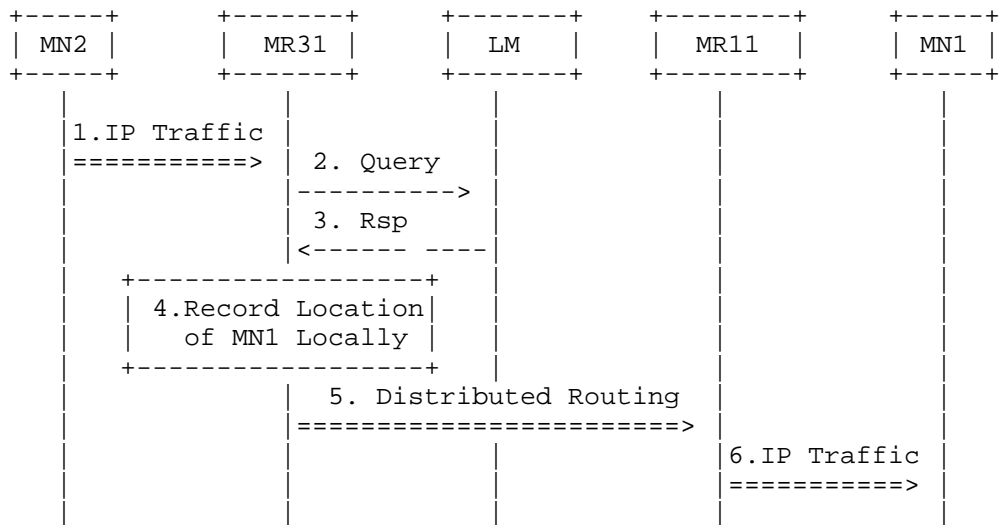 MN2 MR31 LM MR11 MN1
1.IP Traffic
2. Query
3. Rsp
4.Record Location
of MN1 Locally
5. Distributed Routing
6.IP Traffic